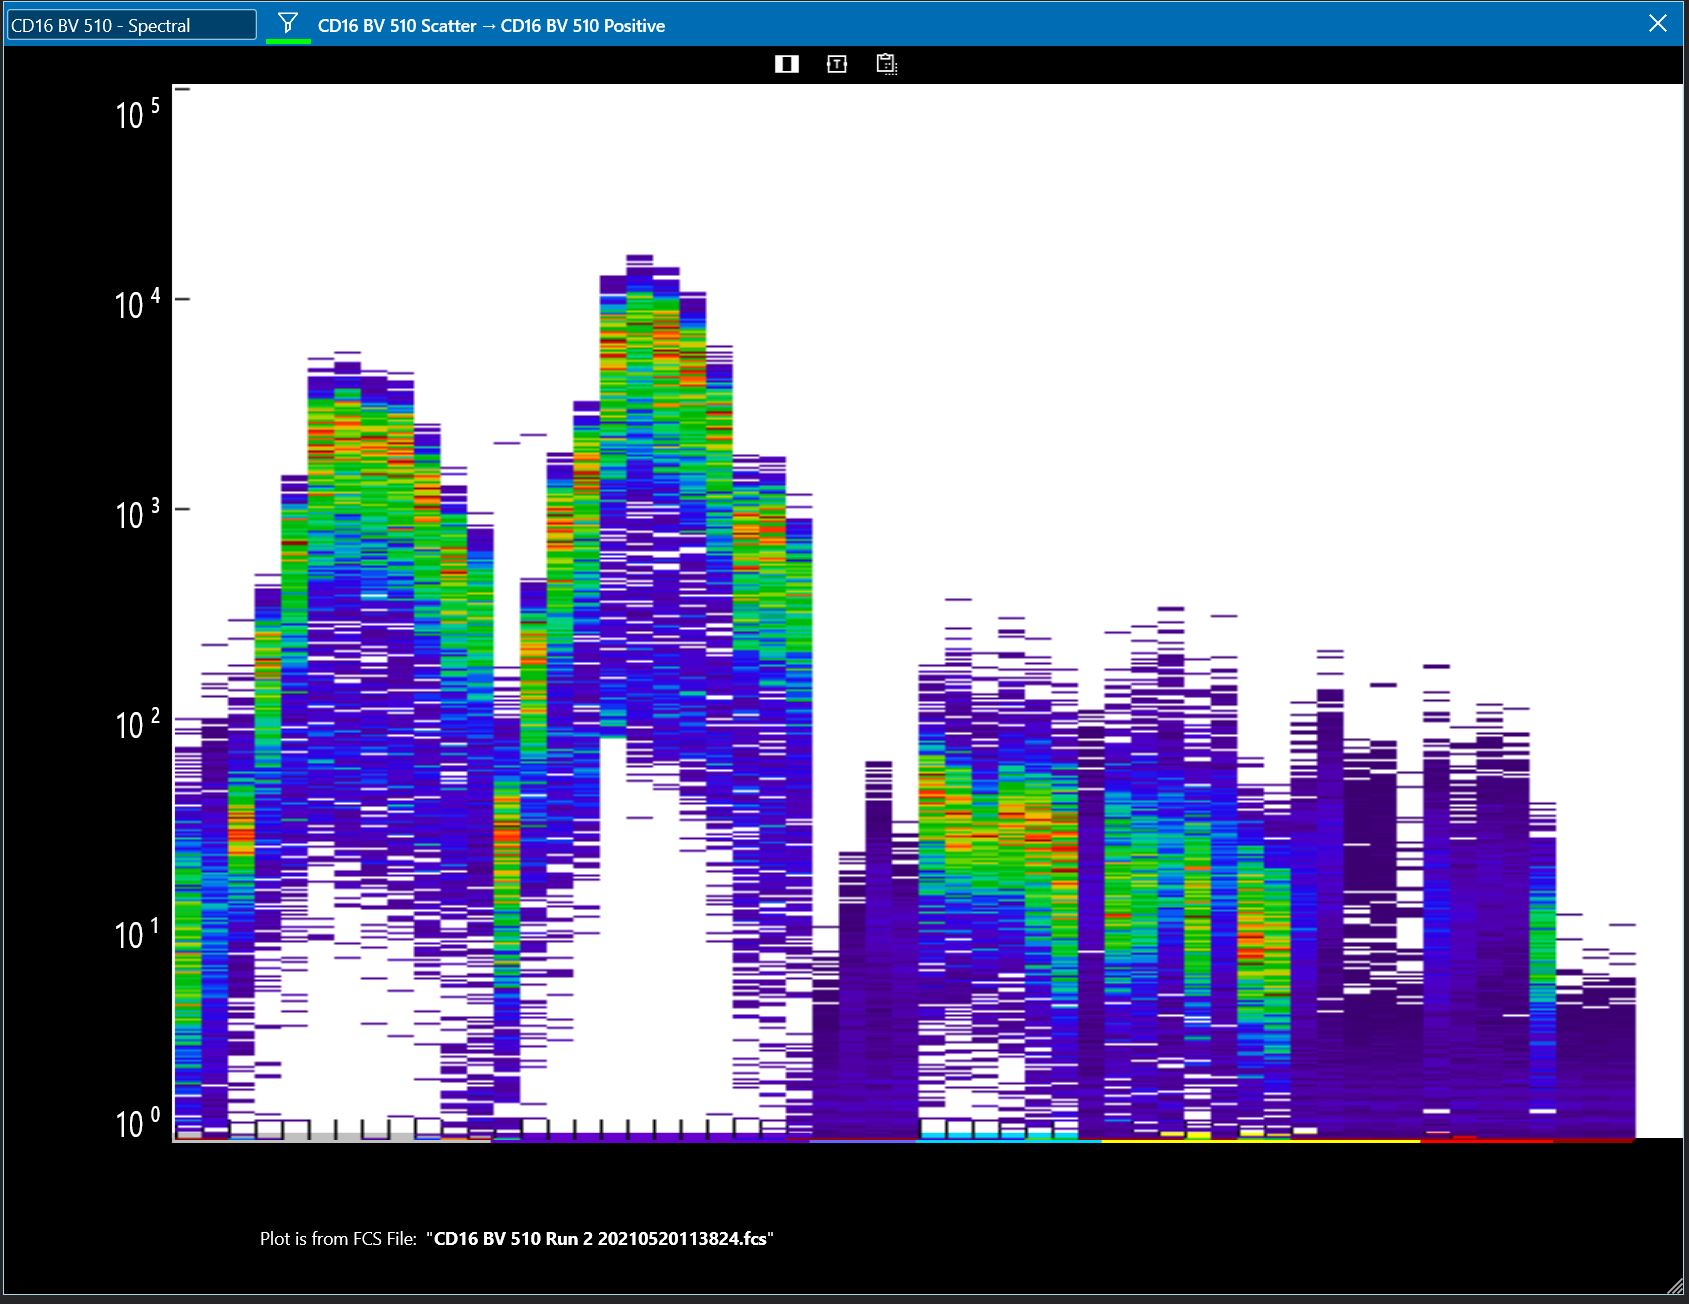 CD16 BV 510 - Spectral
CD16 BV 510 Scatter → CD16 BV 510 Positive
T
10 5
10 4
10 3
10 2
10 1
10 0
Plot is from FCS File: "CD16 BV 510 Run 2 20210520113824.fcs"